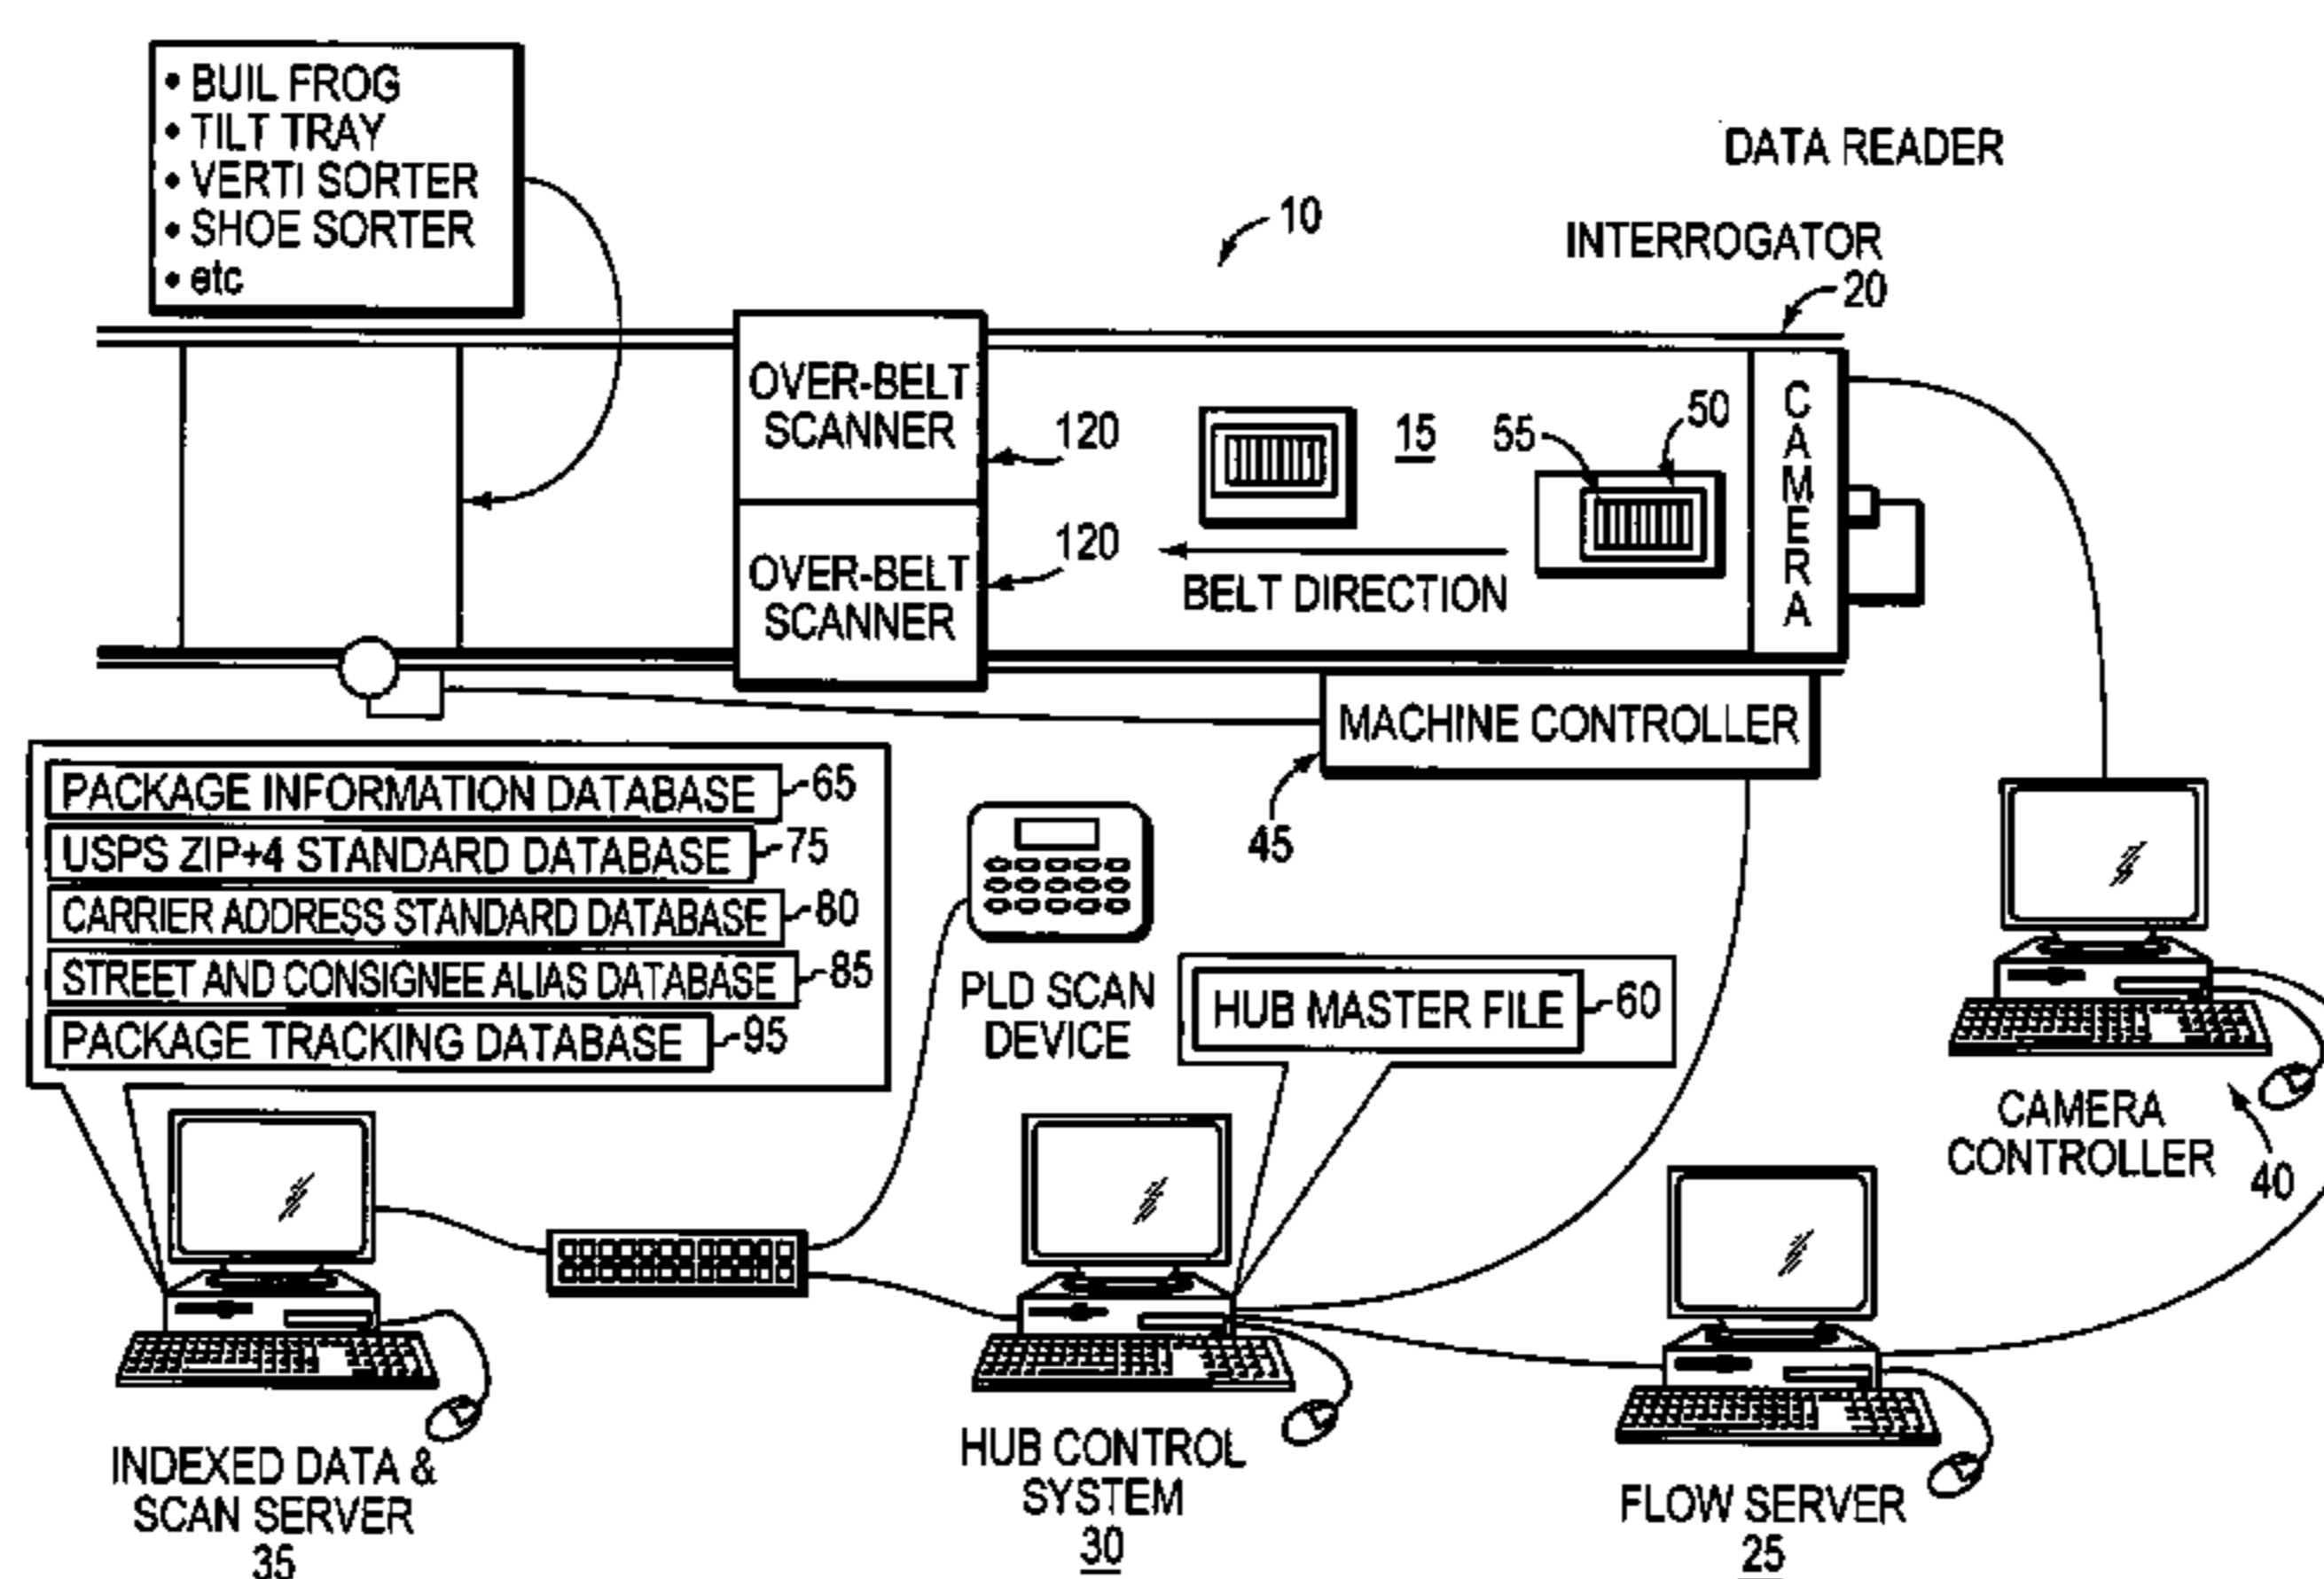 • BUIL FROG
• TILT TRAY
• VERTI SORTER
• SHOE SORTER
• etc
DATA READER
10
INTERROGATOR
20
OVER-BELT
SCANNER
120
15
55
50
CAMERA
OVER-BELT
SCANNER
120
BELT DIRECTION
MACHINE CONTROLLER
45
PACKAGE INFORMATION DATABASE
65
USPS ZIP+4 STANDARD DATABASE
75
CARRIER ADDRESS STANDARD DATABASE
80
STREET AND CONSIGNEE ALIAS DATABASE
85
PACKAGE TRACKING DATABASE
95
PLD SCAN
DEVICE
HUB MASTER FILE
60
CAMERA
CONTROLLER
40
INDEXED DATA &
SCAN SERVER
35
HUB CONTROL
SYSTEM
30
FLOW SERVER
25